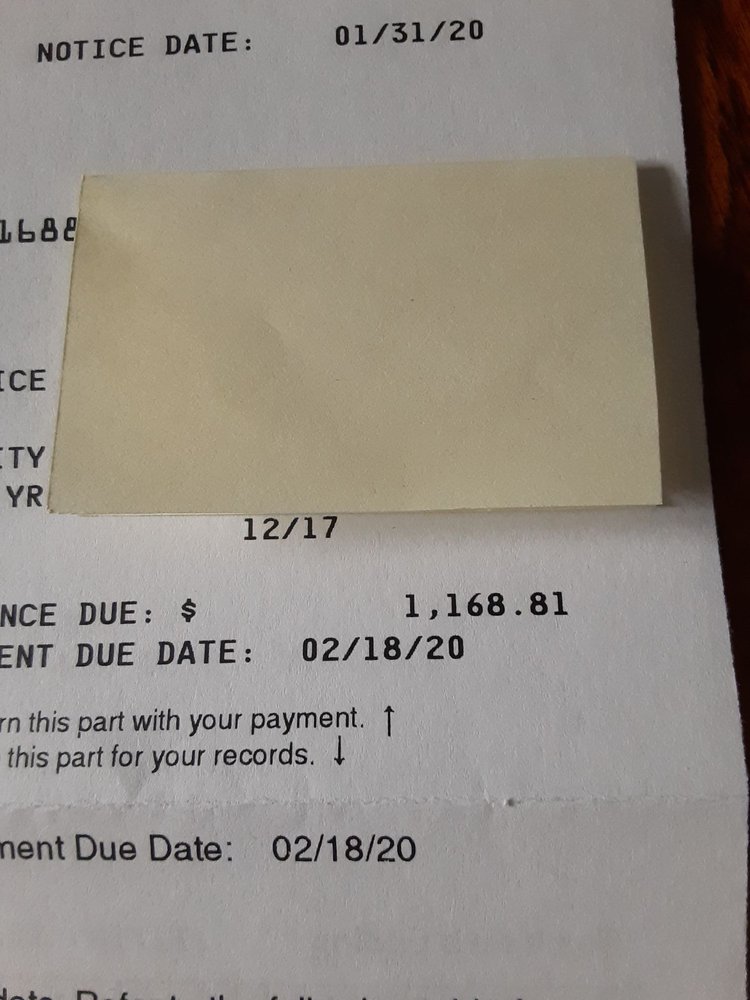 NOTICE DATE: 01/31/20
1688
ICE
ITY
YR
12/17
NCE DUE: $ 1,168.81
ENT DUE DATE: 02/18/20
rn this part with your payment. ↑
this part for your records. ↓
ment Due Date: 02/18/20